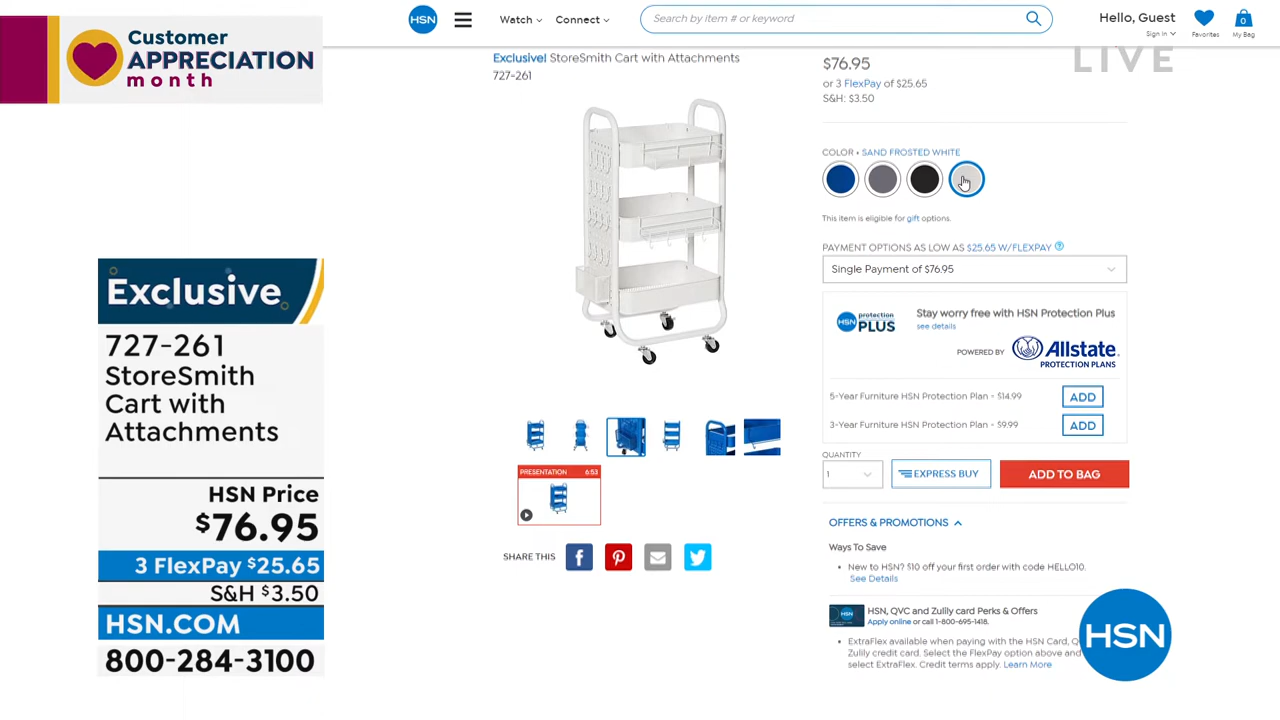 Customer
APPRECIATION
month
HSN
Watch
Connect
Search by item # or keyword
Hello, Guest
Sign in
Favorites
0
My Bag
LIVE
Exclusive! StoreSmith Cart with Attachments
727-261
$76.95
or 3 FlexPay of $25.65
S&H: $3.50
COLOR • SAND FROSTED WHITE
This item is eligible for gift options.
PAYMENT OPTIONS AS LOW AS $25.65 W/FLEXPAY ?
Single Payment of $76.95
HSN protection PLUS
Stay worry free with HSN Protection Plus
see details
POWERED BY
Allstate
PROTECTION PLANS
5-Year Furniture HSN Protection Plan - $14.99
ADD
3-Year Furniture HSN Protection Plan - $9.99
ADD
QUANTITY
1
EXPRESS BUY
ADD TO BAG
PRESENTATION 6:53
SHARE THIS
OFFERS & PROMOTIONS
Ways To Save
• New to HSN? $10 off your first order with code HELLO10.
See Details
HSN
HSN, QVC and Zulily card Perks & Offers
Apply online or call 1-800-695-1418.
• ExtraFlex available when paying with the HSN Card, Q
Zulily credit card. Select the FlexPay option above and
select ExtraFlex. Credit terms apply. Learn More
HSN
Exclusive
727-261
StoreSmith
Cart with
Attachments
HSN Price
$76.95
3 FlexPay $25.65
S&H $3.50
HSN.COM
800-284-3100